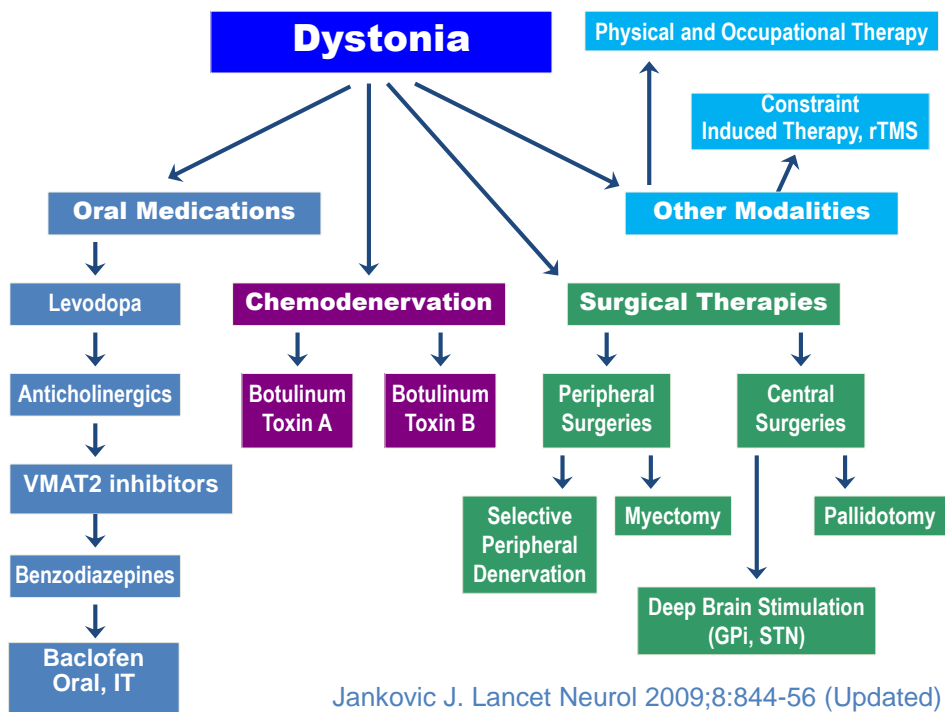 Dystonia
Physical and Occupational Therapy
Constraint
Induced Therapy, rTMS
Oral Medications
Other Modalities
Levodopa
Chemodenervation
Surgical Therapies
Anticholinergics
Botulinum
Toxin A
Botulinum
Toxin B
Peripheral
Surgeries
Central
Surgeries
VMAT2 inhibitors
Selective
Peripheral
Denervation
Myectomy
Pallidotomy
Benzodiazepines
Deep Brain Stimulation
(GPi, STN)
Baclofen
Oral, IT
Jankovic J. Lancet Neurol 2009;8:844-56 (Updated)